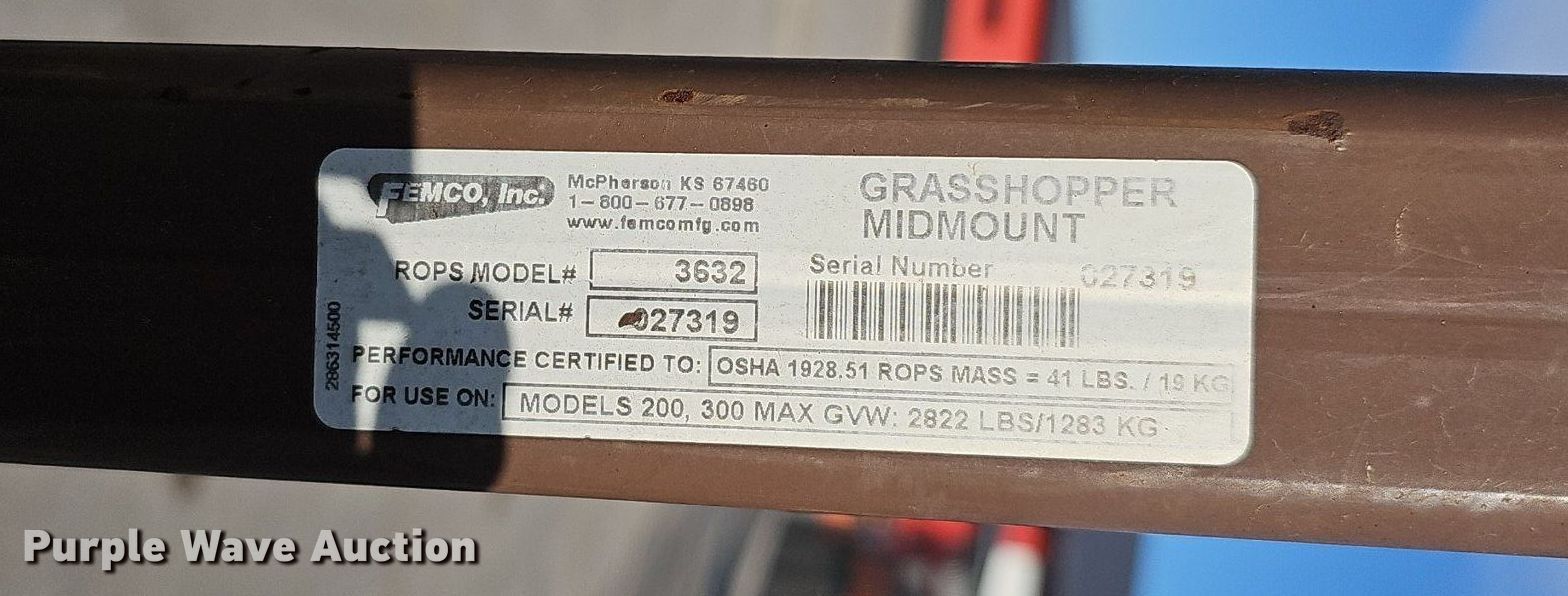 FEMCO, Inc.
McPherson KS 67460
1-800-677-0898
www.femcomfg.com
GRASSHOPPER
MIDMOUNT
ROPS MODEL# 3632
SERIAL# 027319
Serial Number 027319
286314500
PERFORMANCE CERTIFIED TO: OSHA 1928.51 ROPS MASS = 41 LBS. / 19 KG
FOR USE ON: MODELS 200, 300 MAX GVW: 2822 LBS/1283 KG
Purple Wave Auction